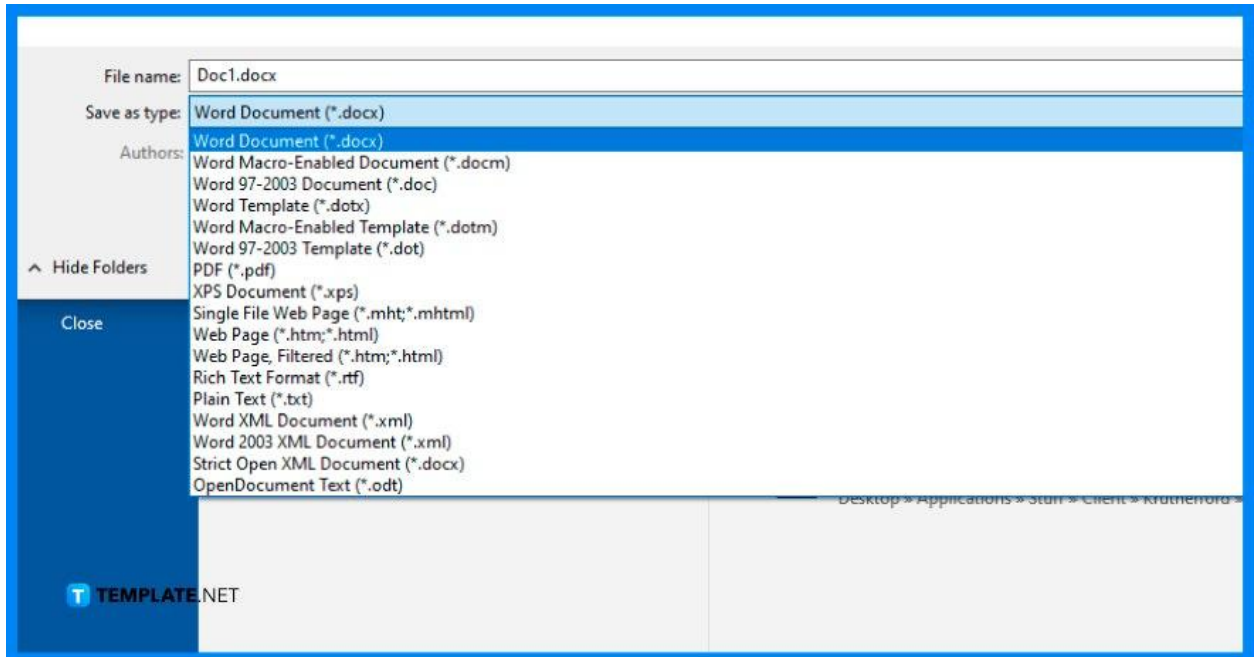 File name: Doc1.docx
Save as type: Word Document (*.docx)
Authors:
Word Document (*.docx)
Word Macro-Enabled Document (*.docm)
Word 97-2003 Document (*.doc)
Word Template (*.dotx)
Word Macro-Enabled Template (*.dotm)
Word 97-2003 Template (*.dot)
PDF (*.pdf)
XPS Document (*.xps)
Single File Web Page (*.mht;*.mhtml)
Web Page (*.htm;*.html)
Web Page, Filtered (*.htm;*.html)
Rich Text Format (*.rtf)
Plain Text (*.txt)
Word XML Document (*.xml)
Word 2003 XML Document (*.xml)
Strict Open XML Document (*.docx)
OpenDocument Text (*.odt)
Hide Folders
Close
Desktop » Applications » Stuff » Client » Krutherford »
T TEMPLATE.NET